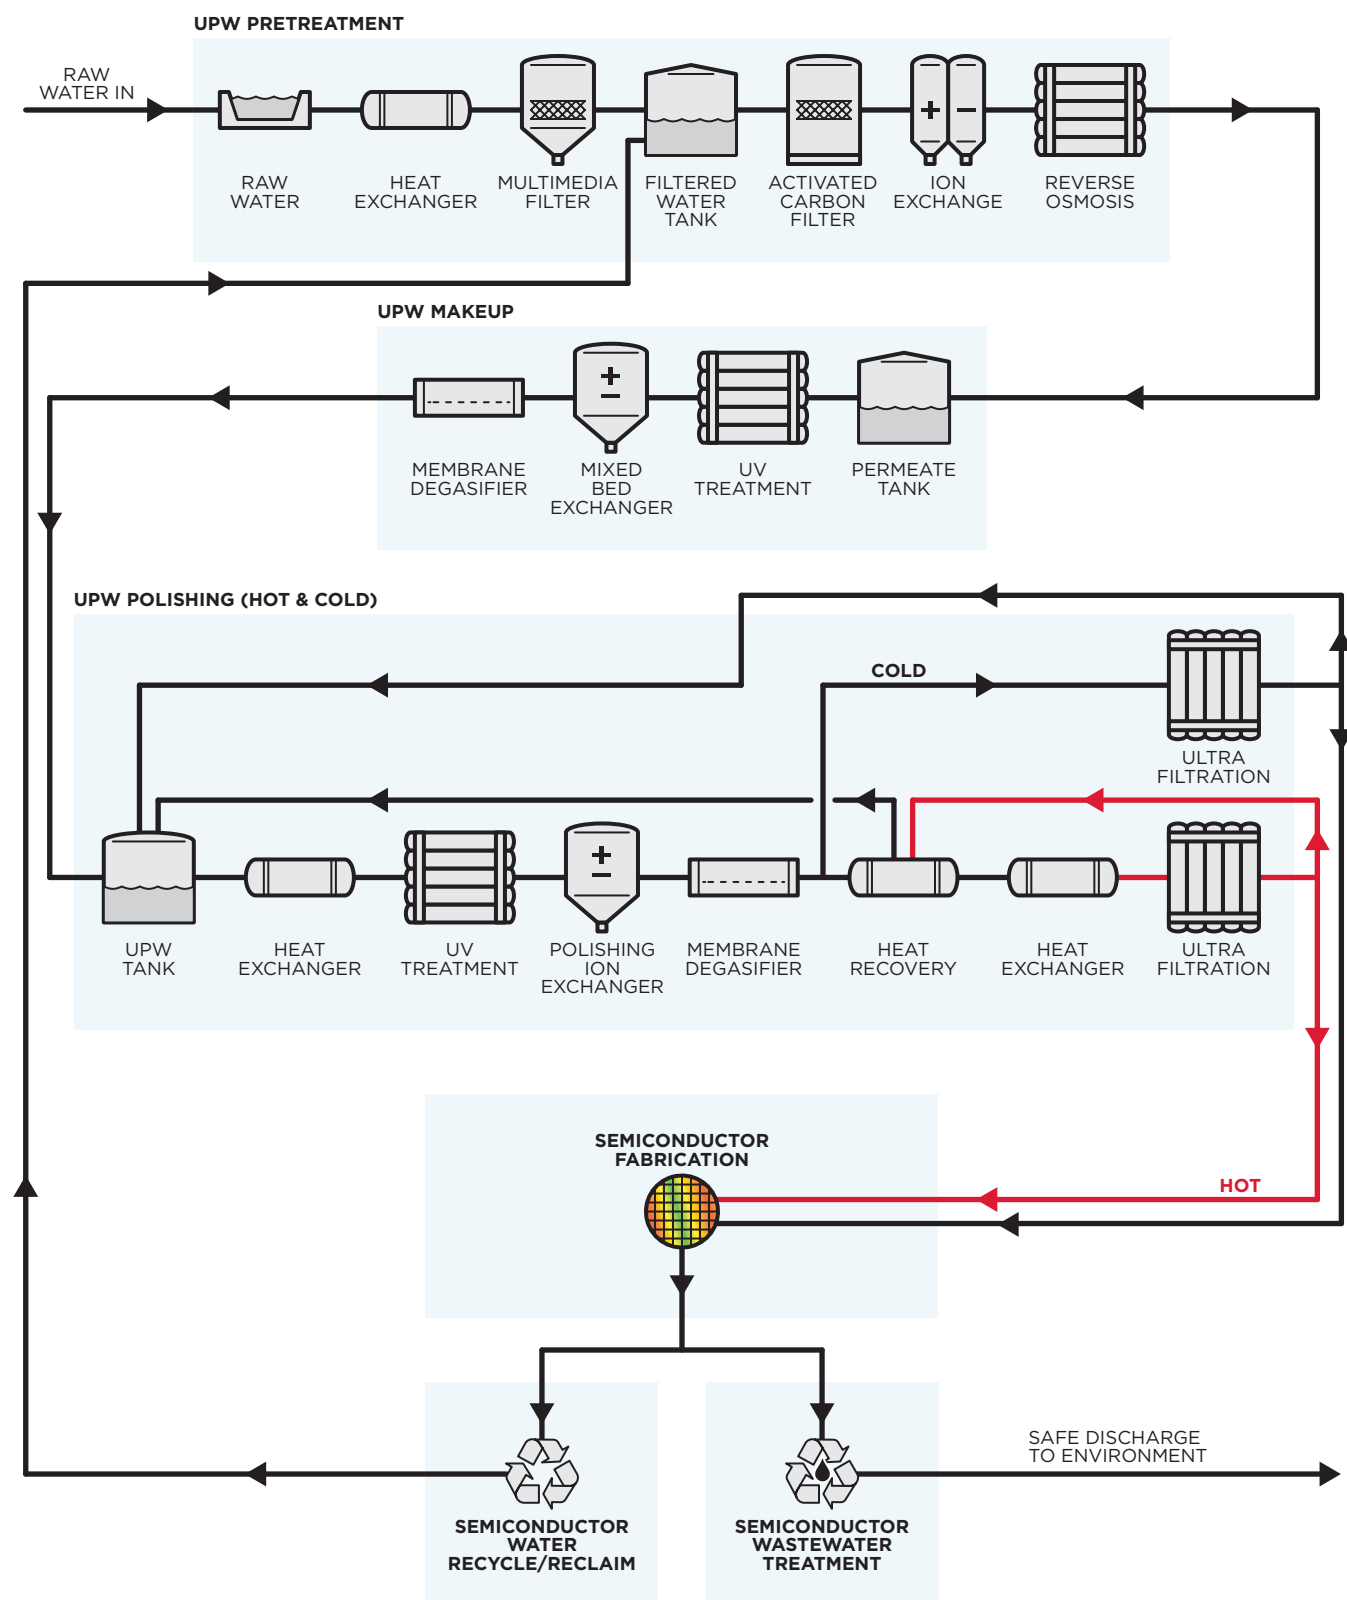 UPW PRETREATMENT
RAW
WATER IN
RAW
WATER
HEAT
EXCHANGER
MULTIMEDIA
FILTER
FILTERED
WATER
TANK
ACTIVATED
CARBON
FILTER
ION
EXCHANGE
REVERSE
OSMOSIS
UPW MAKEUP
MEMBRANE
DEGASIFIER
MIXED
BED
EXCHANGER
UV
TREATMENT
PERMEATE
TANK
UPW POLISHING (HOT & COLD)
COLD
ULTRA
FILTRATION
UPW
TANK
HEAT
EXCHANGER
UV
TREATMENT
POLISHING
ION
EXCHANGER
MEMBRANE
DEGASIFIER
HEAT
RECOVERY
HEAT
EXCHANGER
ULTRA
FILTRATION
SEMICONDUCTOR
FABRICATION
HOT
SAFE DISCHARGE
TO ENVIRONMENT
SEMICONDUCTOR
WATER
RECYCLE/RECLAIM
SEMICONDUCTOR
WASTEWATER
TREATMENT